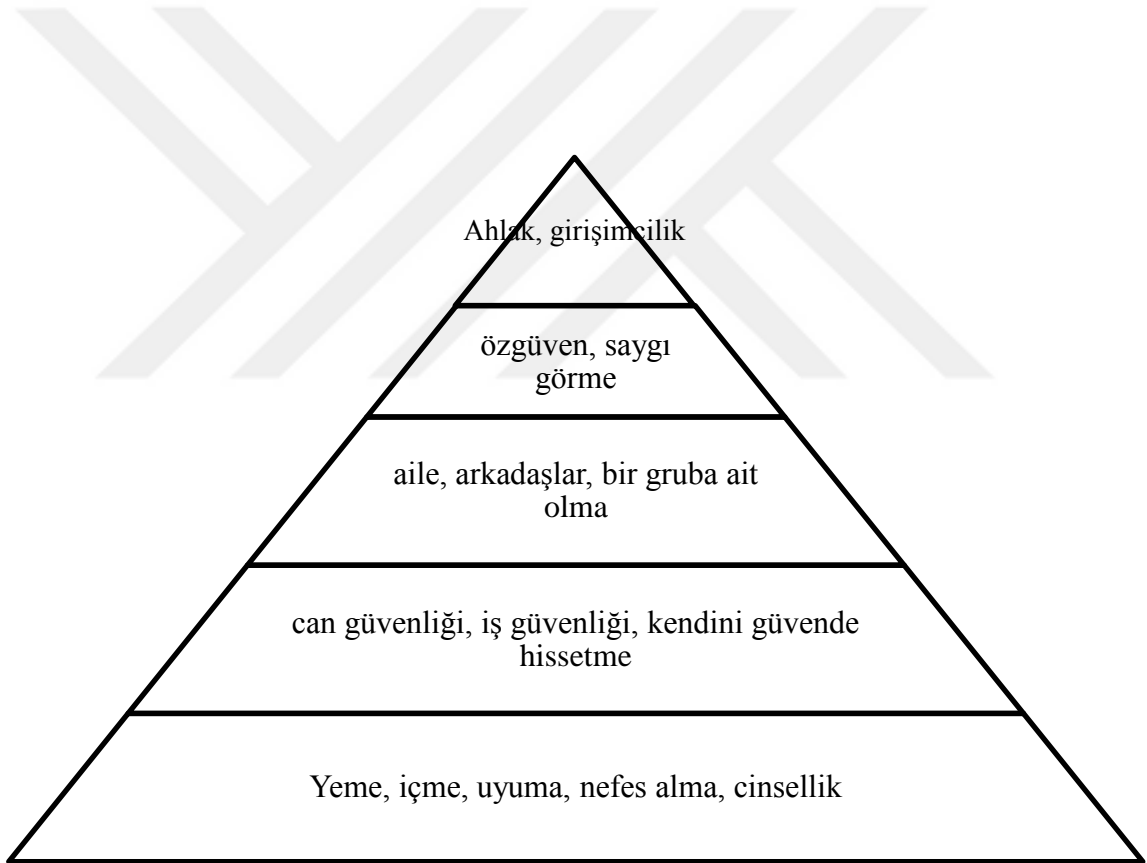 Ahlak, girişimcilik
özgüven, saygı
görme
aile, arkadaşlar, bir gruba ait
olma
can güvenliği, iş güvenliği, kendini güvende
hissetme
Yeme, içme, uyuma, nefes alma, cinsellik